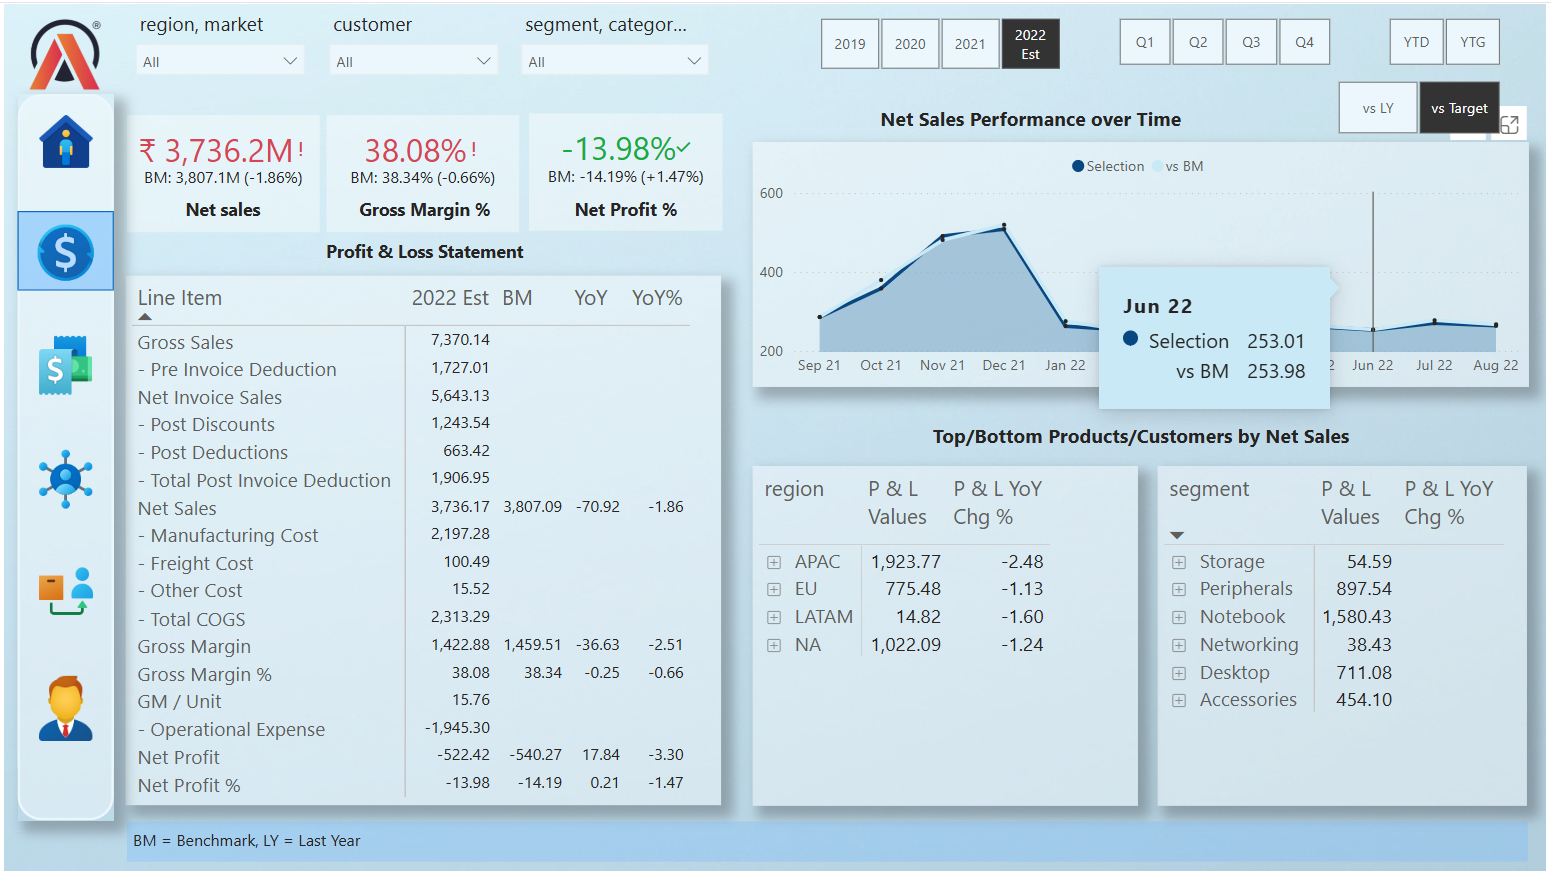 ®
region, market
customer
segment, categor...
All
All
All
2019
2020
2021
2022 Est
Q1
Q2
Q3
Q4
YTD
YTG
vs LY
vs Target
₹ 3,736.2M!
BM: 3,807.1M (-1.86%)
Net sales
38.08%!
BM: 38.34% (-0.66%)
Gross Margin %
-13.98%✓
BM: -14.19% (+1.47%)
Net Profit %
Net Sales Performance over Time
Selection vs BM
600
400
200
Sep 21 Oct 21 Nov 21 Dec 21 Jan 22 2 Jun 22 Jul 22 Aug 22
Jun 22
Selection 253.01
vs BM 253.98
Profit & Loss Statement
Line Item 2022 Est BM YoY YoY%
Gross Sales 7,370.14
- Pre Invoice Deduction 1,727.01
Net Invoice Sales 5,643.13
- Post Discounts 1,243.54
- Post Deductions 663.42
- Total Post Invoice Deduction 1,906.95
Net Sales 3,736.17 3,807.09 -70.92 -1.86
- Manufacturing Cost 2,197.28
- Freight Cost 100.49
- Other Cost 15.52
- Total COGS 2,313.29
Gross Margin 1,422.88 1,459.51 -36.63 -2.51
Gross Margin % 38.08 38.34 -0.25 -0.66
GM / Unit 15.76
- Operational Expense -1,945.30
Net Profit -522.42 -540.27 17.84 -3.30
Net Profit % -13.98 -14.19 0.21 -1.47
Top/Bottom Products/Customers by Net Sales
region P & L Values P & L YoY Chg %
APAC 1,923.77 -2.48
EU 775.48 -1.13
LATAM 14.82 -1.60
NA 1,022.09 -1.24
segment P & L Values P & L YoY Chg %
Storage 54.59
Peripherals 897.54
Notebook 1,580.43
Networking 38.43
Desktop 711.08
Accessories 454.10
BM = Benchmark, LY = Last Year